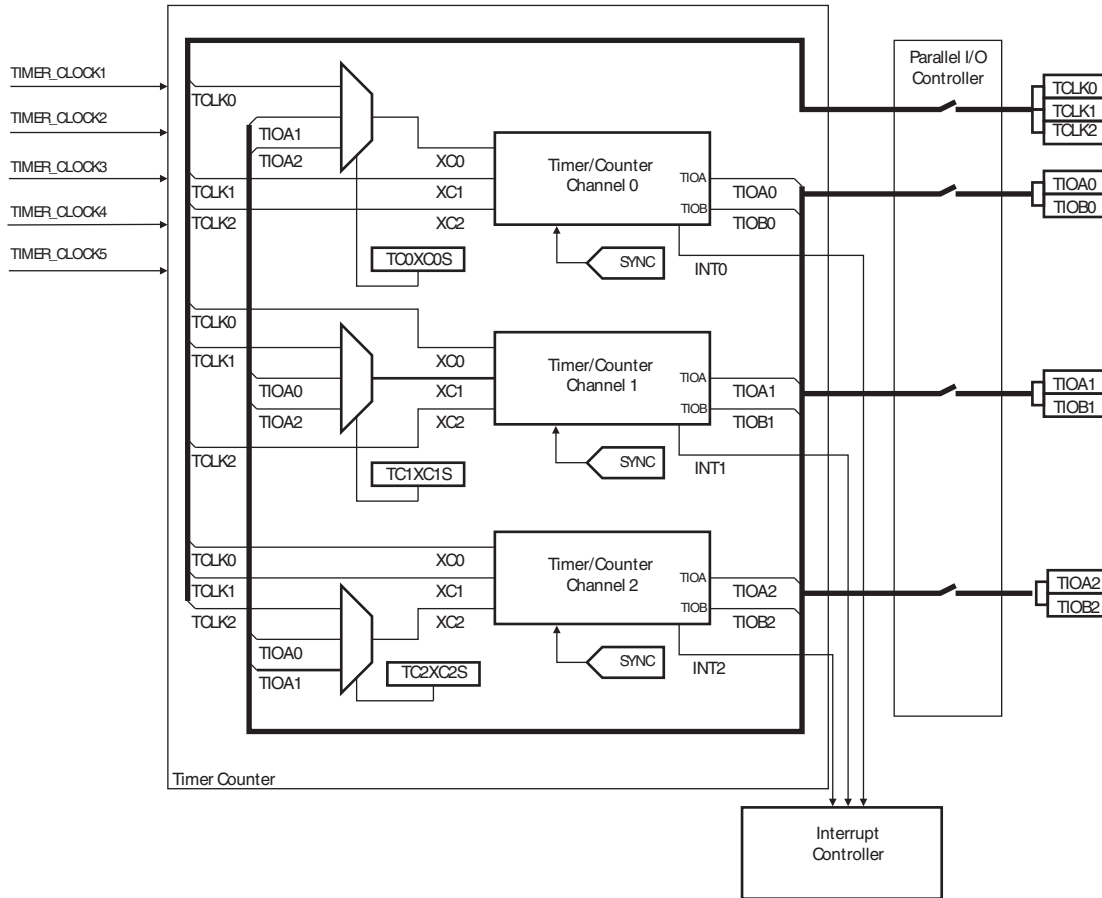 TIMER_CLOCK1
TIMER_CLOCK2
TIMER_CLOCK3
TIMER_CLOCK4
TIMER_CLOCK5
TCLK0
TIOA1
TIOA2
TCLK1
TCLK2
XC0
XC1
XC2
TC0XC0S
Timer/Counter
Channel 0
TIOA
TIOB
TIOA0
TIOB0
SYNC
INT0
TCLK0
TCLK1
TIOA0
TIOA2
TCLK2
XC0
XC1
XC2
TC1XC1S
Timer/Counter
Channel 1
TIOA
TIOB
TIOA1
TIOB1
SYNC
INT1
TCLK0
TCLK1
TCLK2
TIOA0
TIOA1
XC0
XC1
XC2
TC2XC2S
Timer/Counter
Channel 2
TIOA
TIOB
TIOA2
TIOB2
SYNC
INT2
Timer Counter
Parallel I/O
Controller
TCLK0
TCLK1
TCLK2
TIOA0
TIOB0
TIOA1
TIOB1
TIOA2
TIOB2
Interrupt
Controller